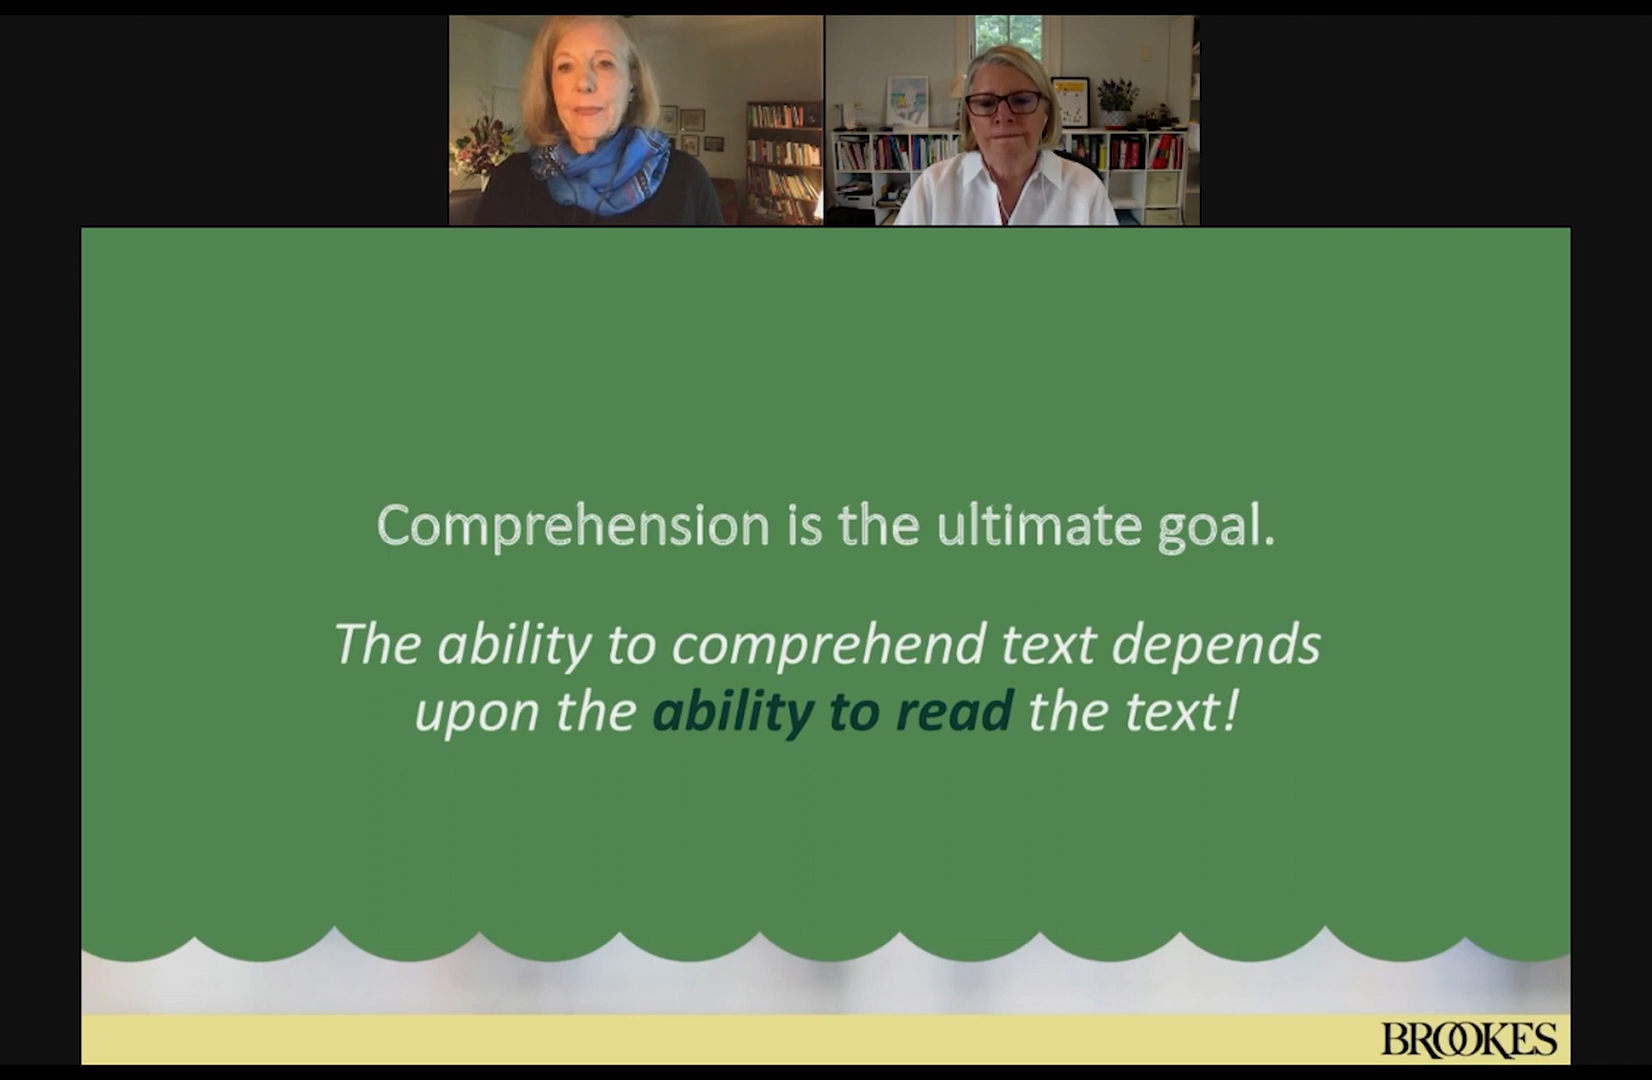 Comprehension is the ultimate goal.
The ability to comprehend text depends
upon the ability to read the text!
BROOKES